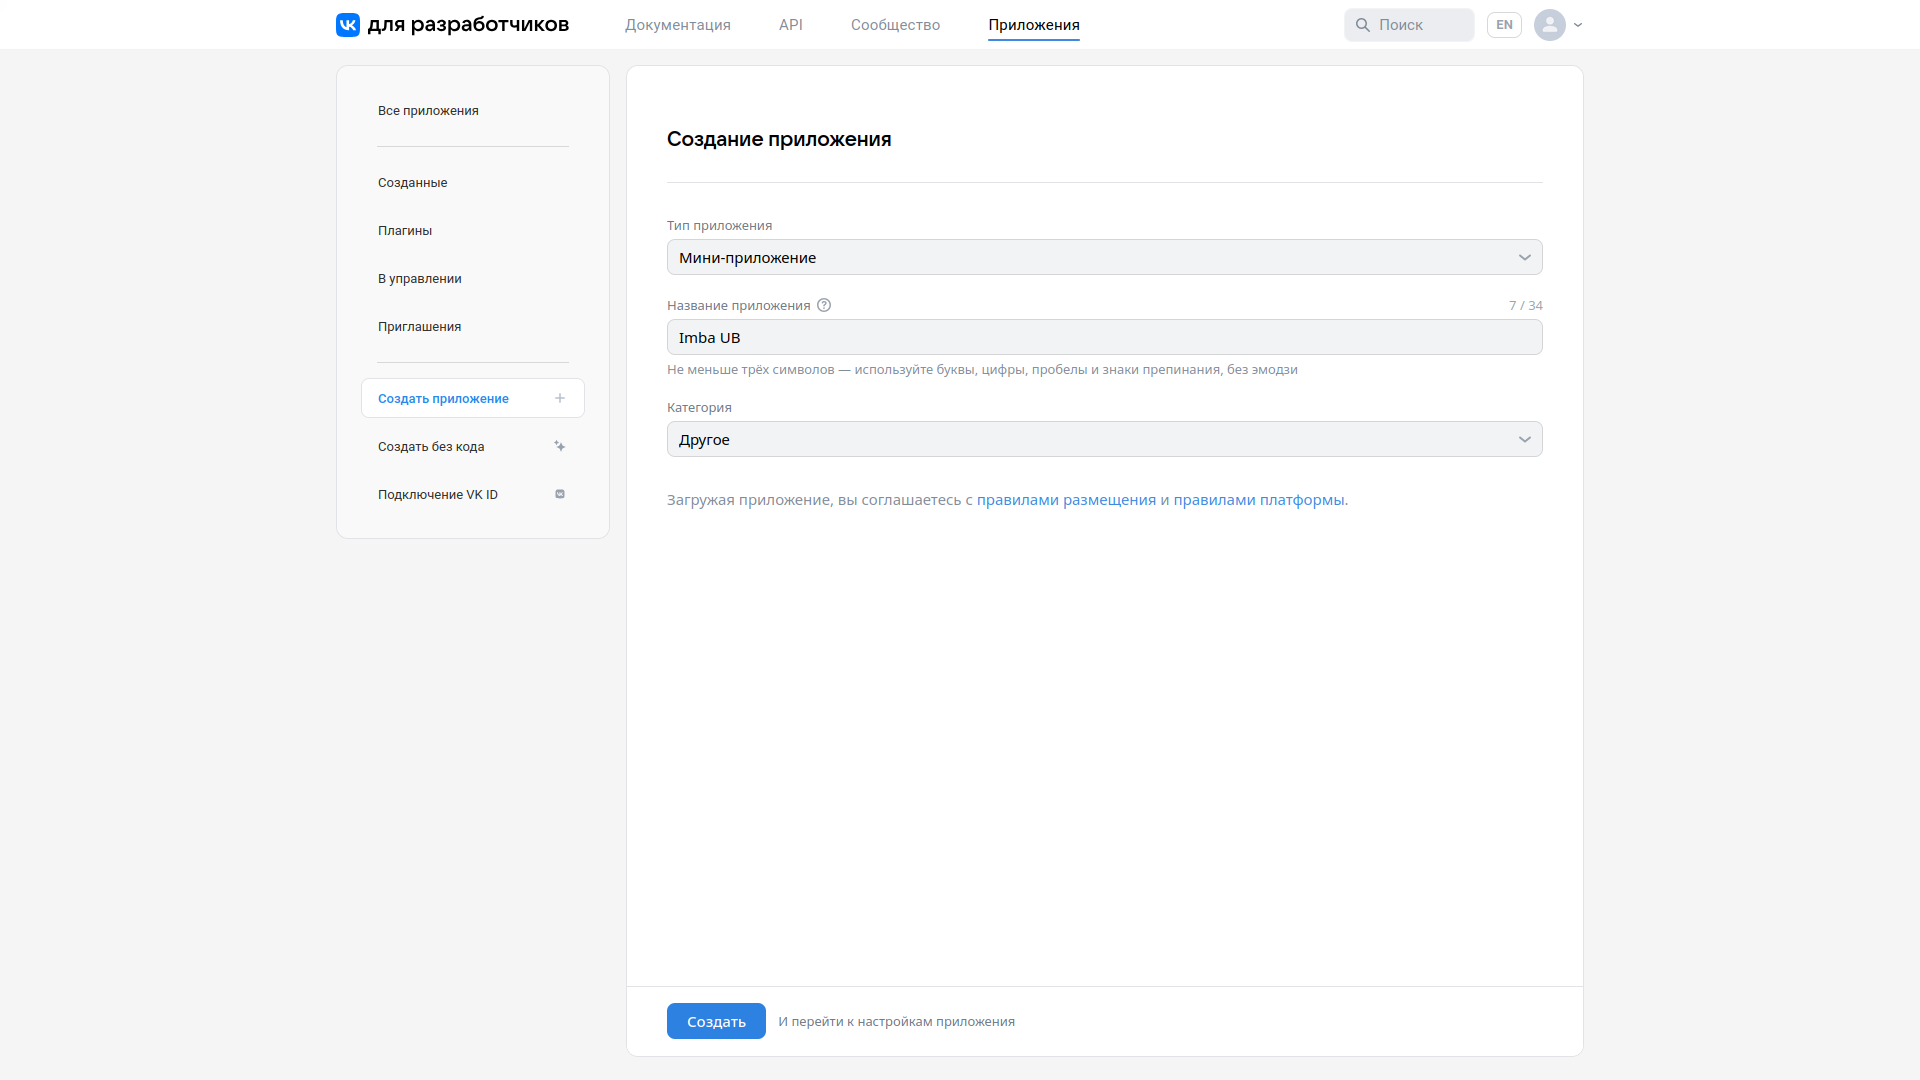 для разработчиков
Документация
API
Сообщество
Приложения
Поиск
EN
Все приложения
Созданные
Плагины
В управлении
Приглашения
Создать приложение
Создать без кода
Подключение VK ID
Создание приложения
Тип приложения
Мини-приложение
Название приложения
7 / 34
Imba UB
Не меньше трёх символов — используйте буквы, цифры, пробелы и знаки препинания, без эмодзи
Категория
Другое
Загружая приложение, вы соглашаетесь с правилами размещения и правилами платформы.
Создать
И перейти к настройкам приложения